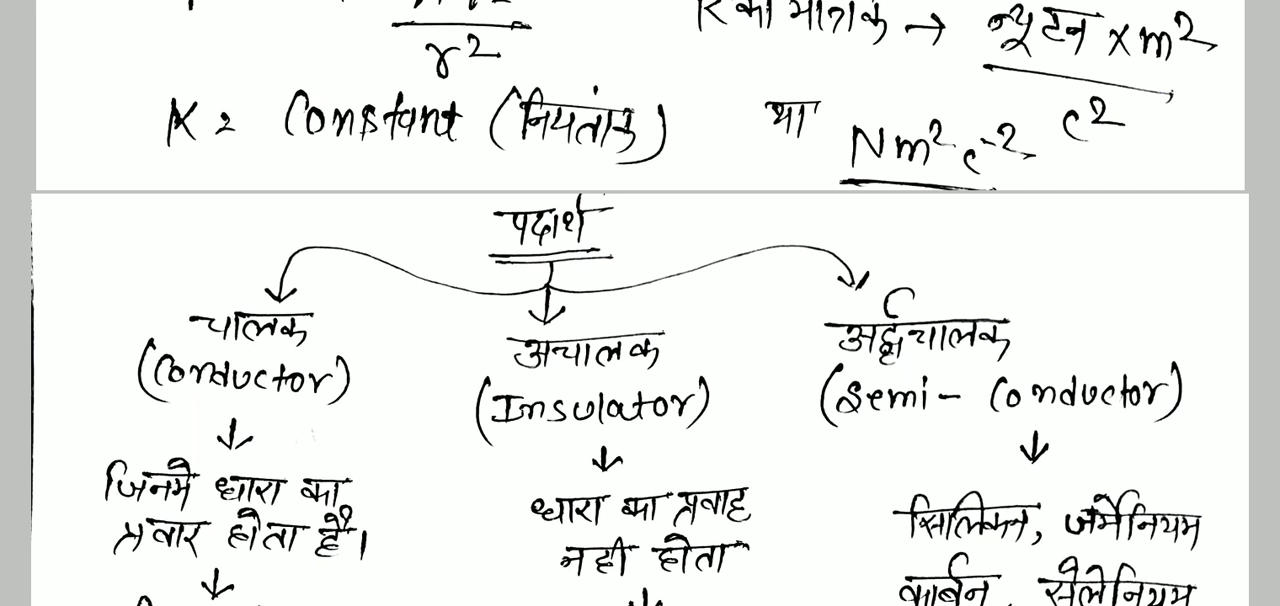 r²
K का मात्रक → न्यूटन × m²
c²
K = Constant (नियतांक)
या Nm² c⁻²
पदार्थ
चालक
(Conductor)
जिनमे धारा का
प्रवार होता है।
अचालक
(Insulator)
धारा का प्रवाह
नही होता
अर्द्धचालक
(Semi - Conductor)
सिलिकन, जर्मेनियम
कार्बन, सेलेनियम